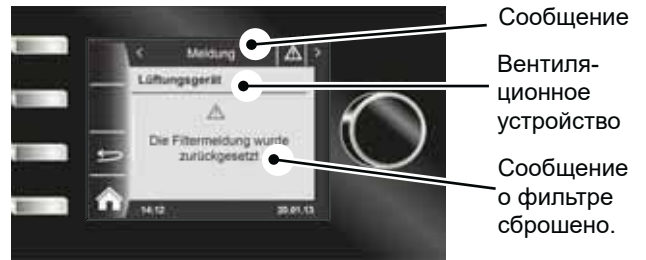 Meldung
Lüftungsgerät
Die Filtermeldung wurde
zurückgesetzt
14:12
20.01.13
Сообщение
Вентиля-
ционное
устройство
Сообщение
о фильтре
сброшено.